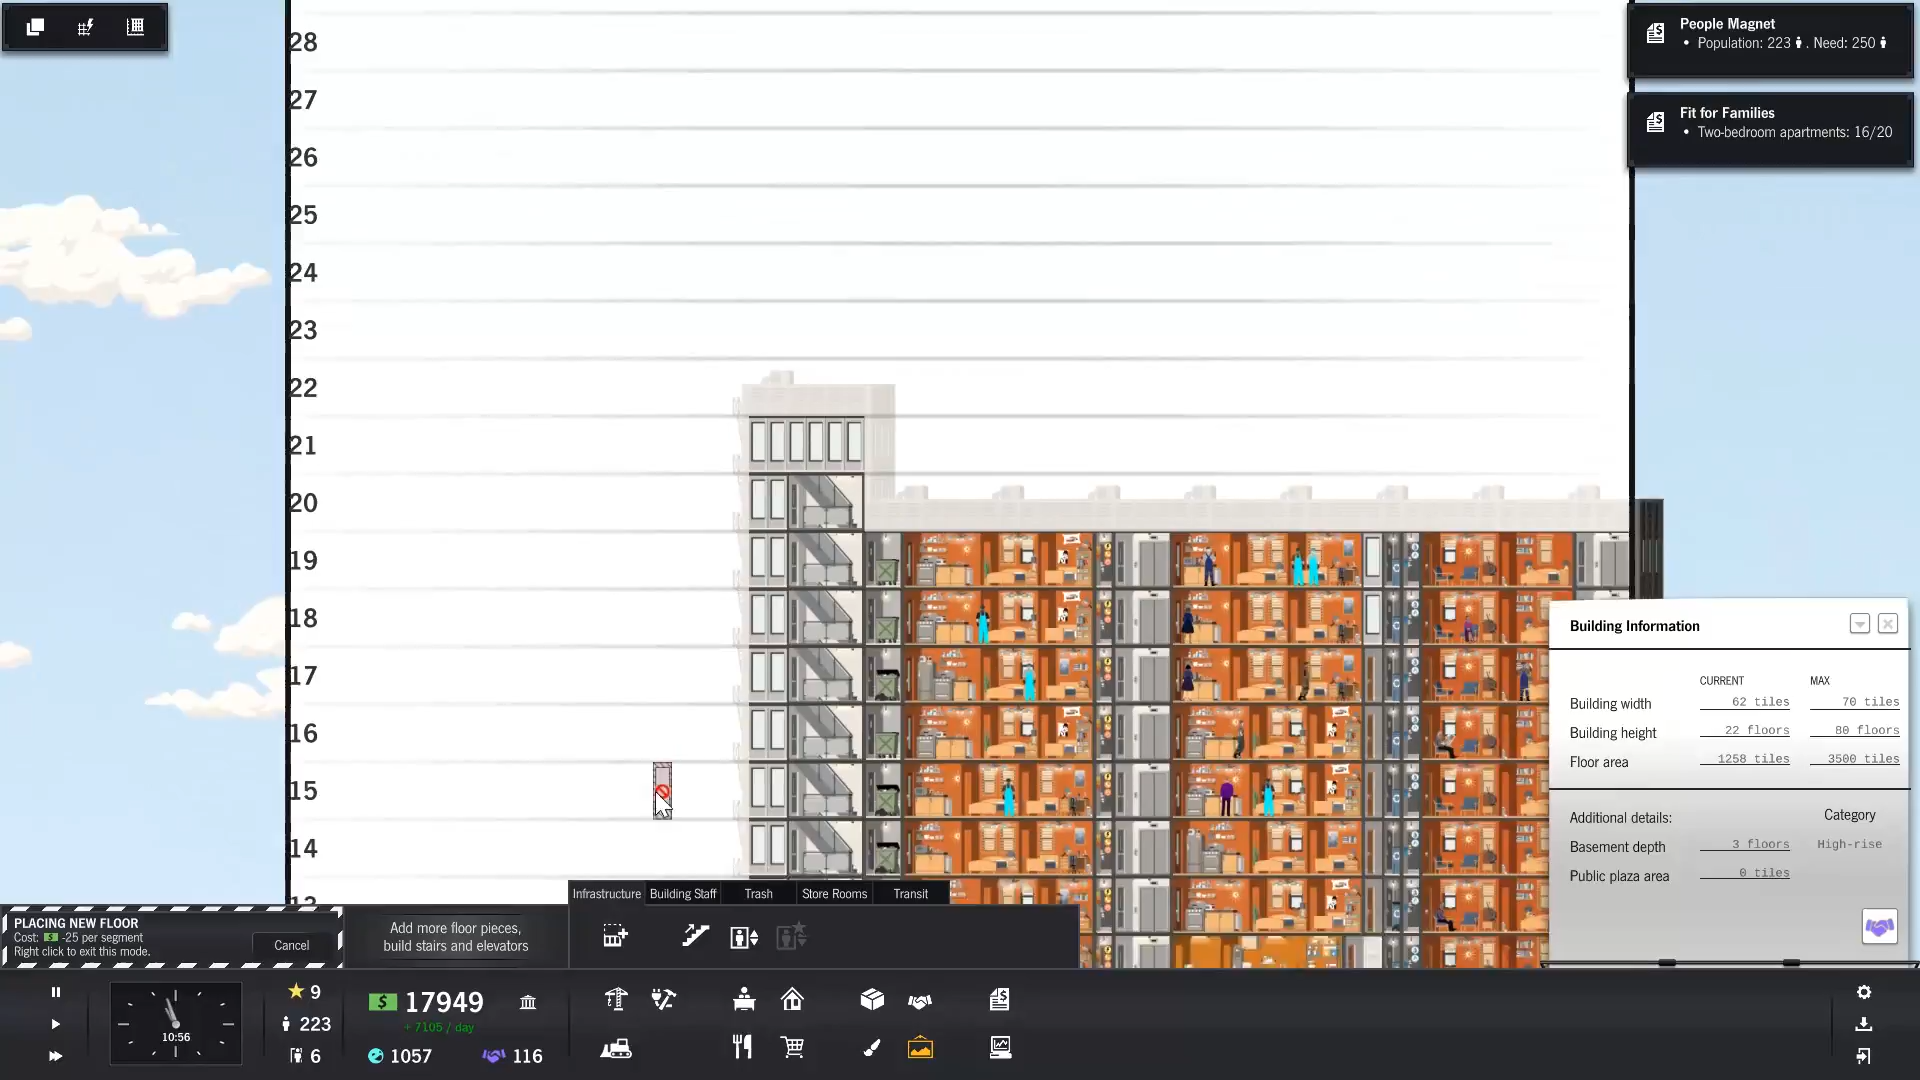 People Magnet
• Population: 223 . Need: 250
Fit for Families
• Two-bedroom apartments: 16/20
28
27
26
25
24
23
22
21
20
19
18
17
16
15
14
Building Information
CURRENT MAX
Building width 62 tiles 70 tiles
Building height 22 floors 80 floors
Floor area 1258 tiles 3500 tiles
Additional details: Category
Basement depth 3 floors High-rise
Public plaza area 0 tiles
Infrastructure Building Staff Trash Store Rooms Transit
PLACING NEW FLOOR
Cost: $ -25 per segment
Right click to exit this mode.
Cancel
Add more floor pieces,
build stairs and elevators
10:56
9
223
6
$ 17949
+ 7105 / day
1057 116